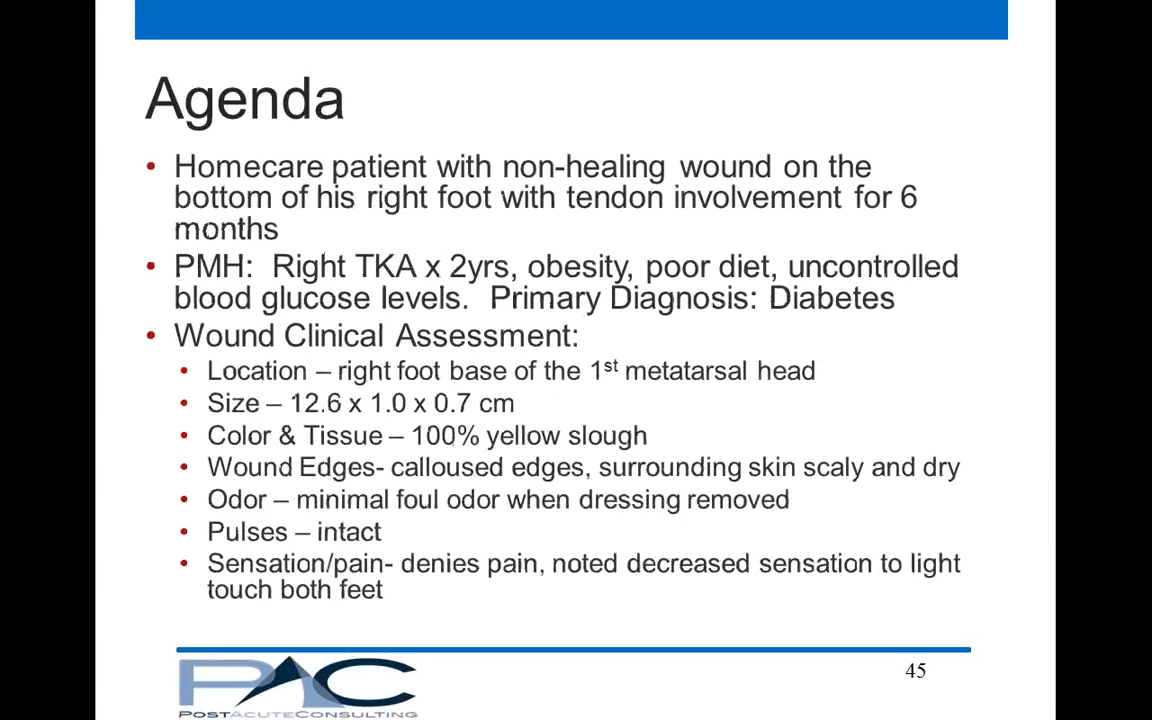 Agenda
• Homecare patient with non-healing wound on the
bottom of his right foot with tendon involvement for 6
months
• PMH: Right TKA x 2yrs, obesity, poor diet, uncontrolled
blood glucose levels. Primary Diagnosis: Diabetes
• Wound Clinical Assessment:
• Location – right foot base of the 1st metatarsal head
• Size – 12.6 x 1.0 x 0.7 cm
• Color & Tissue – 100% yellow slough
• Wound Edges- calloused edges, surrounding skin scaly and dry
• Odor – minimal foul odor when dressing removed
• Pulses – intact
• Sensation/pain- denies pain, noted decreased sensation to light
touch both feet
PAC
POSTACUTECONSULTING
45